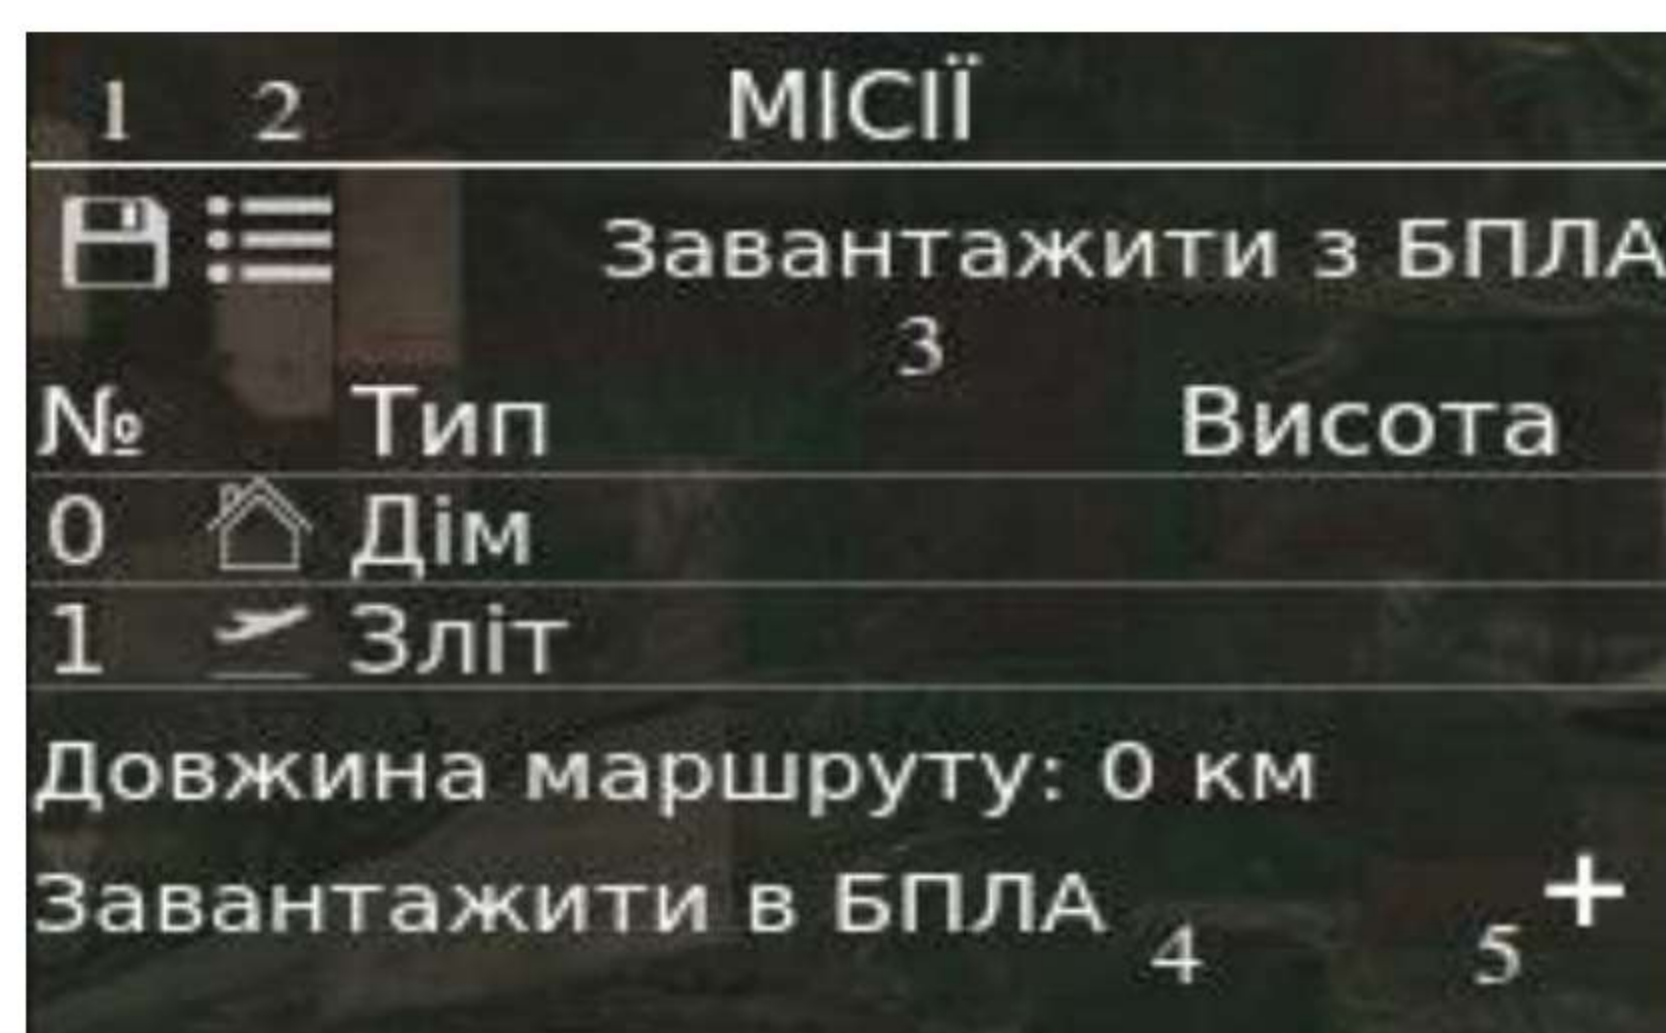 1 2 МІСІЇ
Завантажити з БПЛА
3
№ Тип Висота
0 Дім
1 Зліт
Довжина маршруту: 0 км
Завантажити в БПЛА
4 5